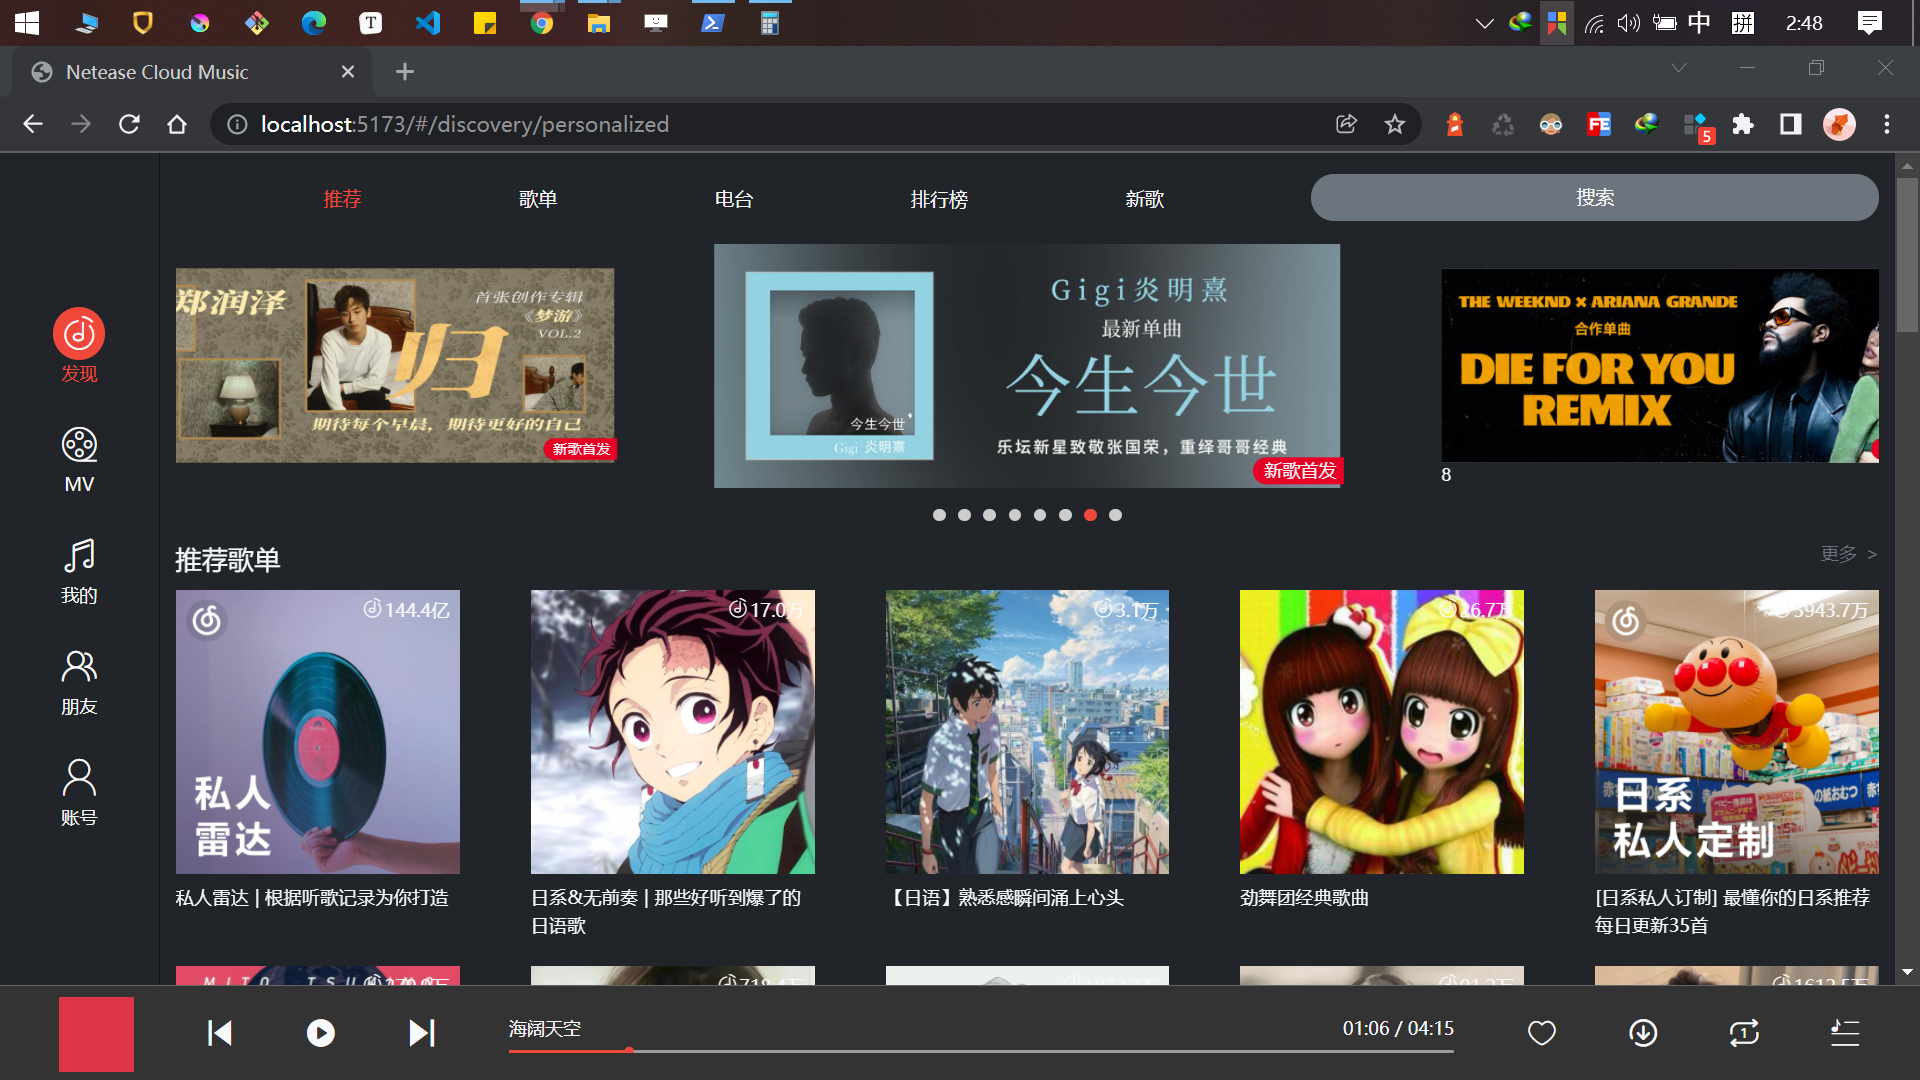 T
中
拼
2:48
Netease Cloud Music
localhost:5173/#/discovery/personalized
FE
5
推荐
歌单
电台
排行榜
新歌
搜索
郑润泽
首张创作专辑
《梦游》
VOL.2
归
期待每个早晨，期待更好的自己
新歌首发
Gigi炎明熹
最新单曲
今生今世
乐坛新星致敬张国荣，重绎哥哥经典
今生今世
Gigi 炎明熹
新歌首发
THE WEEKND × ARIANA GRANDE
合作单曲
DIE FOR YOU
REMIX
8
发现
MV
我的
朋友
账号
推荐歌单
更多 >
144.4亿
私人
雷达
17.0万
3.1万
26.7万
3943.7万
日系
私人定制
私人雷达 | 根据听歌记录为你打造
日系&无前奏 | 那些好听到爆了的
日语歌
【日语】熟悉感瞬间涌上心头
劲舞团经典歌曲
[日系私人订制] 最懂你的日系推荐
每日更新35首
海阔天空
01:06 / 04:15
1